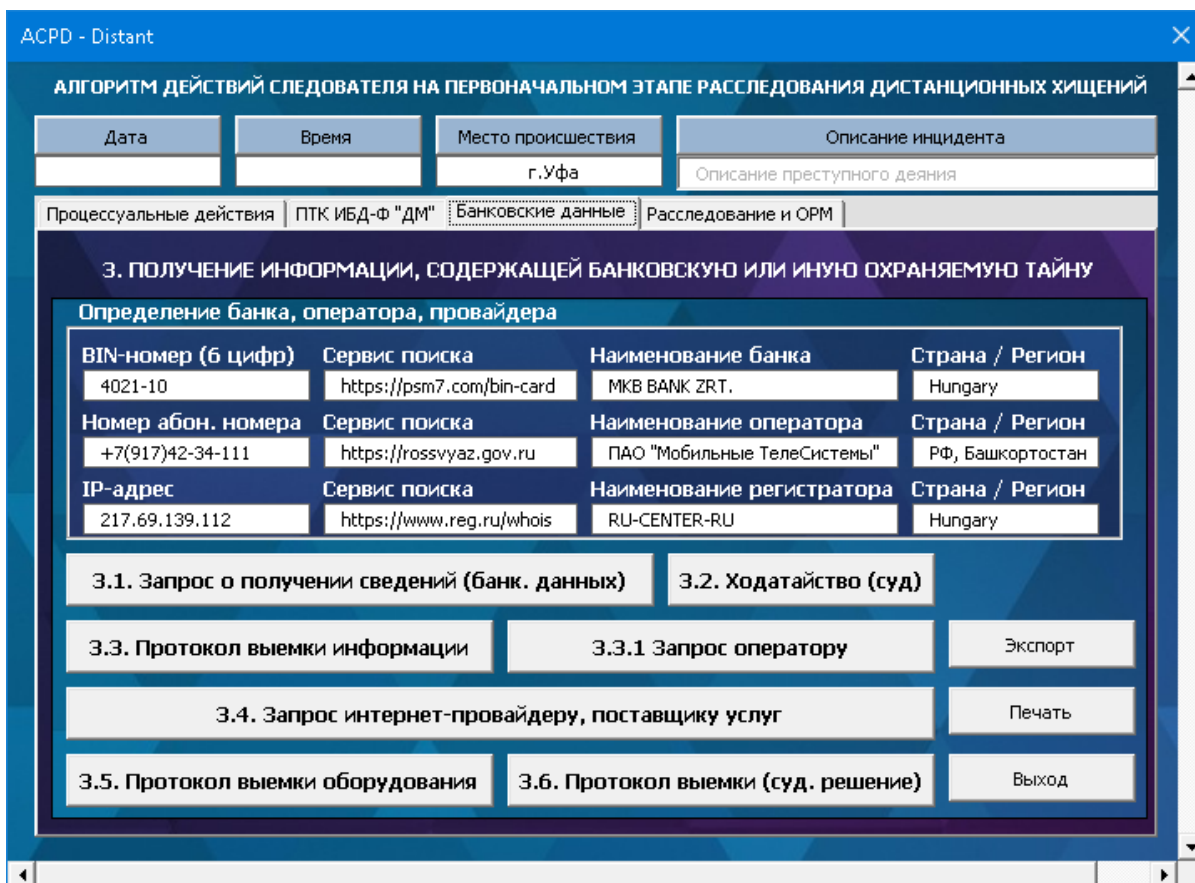 ACPD - Distant
АЛГОРИТМ ДЕЙСТВИЙ СЛЕДОВАТЕЛЯ НА ПЕРВОНАЧАЛЬНОМ ЭТАПЕ РАССЛЕДОВАНИЯ ДИСТАНЦИОННЫХ ХИЩЕНИЙ
Дата Время Место происшествия Описание инцидента
г.Уфа Описание преступного деяния
Процессуальные действия ПТК ИБД-Ф "ДМ" Банковские данные Расследование и ОРМ
3. ПОЛУЧЕНИЕ ИНФОРМАЦИИ, СОДЕРЖАЩЕЙ БАНКОВСКУЮ ИЛИ ИНУЮ ОХРАНЯЕМУЮ ТАЙНУ
Определение банка, оператора, провайдера
BIN-номер (6 цифр) Сервис поиска Наименование банка Страна / Регион
4021-10 https://psm7.com/bin-card MKB BANK ZRT. Hungary
Номер абон. номера Сервис поиска Наименование оператора Страна / Регион
+7(917)42-34-111 https://rossvyaz.gov.ru ПАО "Мобильные ТелеСистемы" РФ, Башкортостан
IP-адрес Сервис поиска Наименование регистратора Страна / Регион
217.69.139.112 https://www.reg.ru/whois RU-CENTER-RU Hungary
3.1. Запрос о получении сведений (банк. данных) 3.2. Ходатайство (суд)
3.3. Протокол выемки информации 3.3.1 Запрос оператору Экспорт
3.4. Запрос интернет-провайдеру, поставщику услуг Печать
3.5. Протокол выемки оборудования 3.6. Протокол выемки (суд. решение) Выход